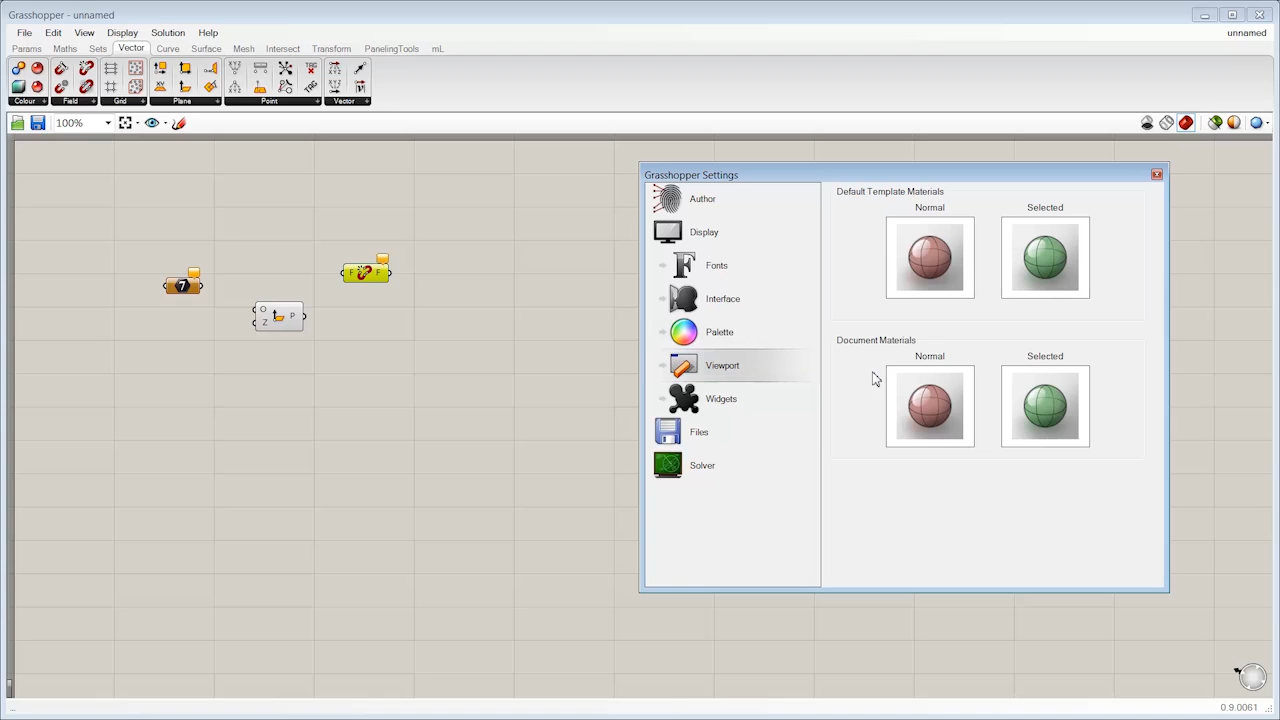 Grasshopper - unnamed
File Edit View Display Solution Help
unnamed
Params Maths Sets Vector Curve Surface Mesh Intersect Transform PanelingTools mL
Colour Field Grid Plane Point Vector
100%
Grasshopper Settings
Author
Display
Fonts
Interface
Palette
Viewport
Widgets
Files
Solver
Default Template Materials
Normal Selected
Document Materials
Normal Selected
7
F F
O
Z
P
...
0.9.0061